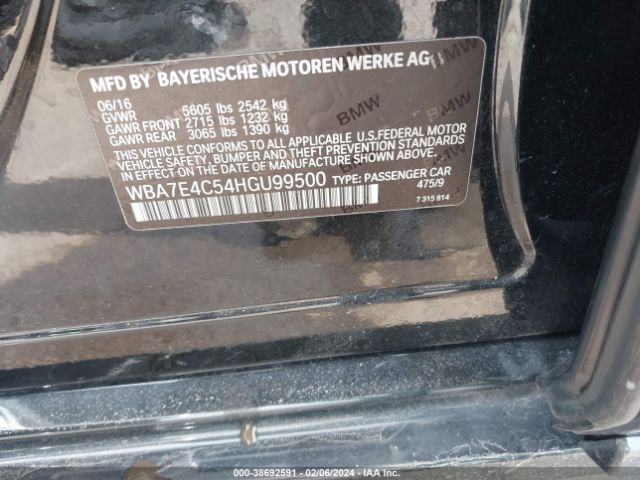 MFD BY BAYERISCHE MOTOREN WERKE AG
06/16
GVWR 5605 lbs 2542 kg
GAWR FRONT 2715 lbs 1232 kg
GAWR REAR 3065 lbs 1390 kg
THIS VEHICLE CONFORMS TO ALL APPLICABLE U.S.FEDERAL MOTOR
VEHICLE SAFETY, BUMPER AND THEFT PREVENTION STANDARDS
IN EFFECT ON THE DATE OF MANUFACTURE SHOWN ABOVE.
WBA7E4C54HGU99500 TYPE: PASSENGER CAR
475/9
7 315 814
BMW
BMW
BMW
000-38692591 - 02/06/2024 - IAA Inc.